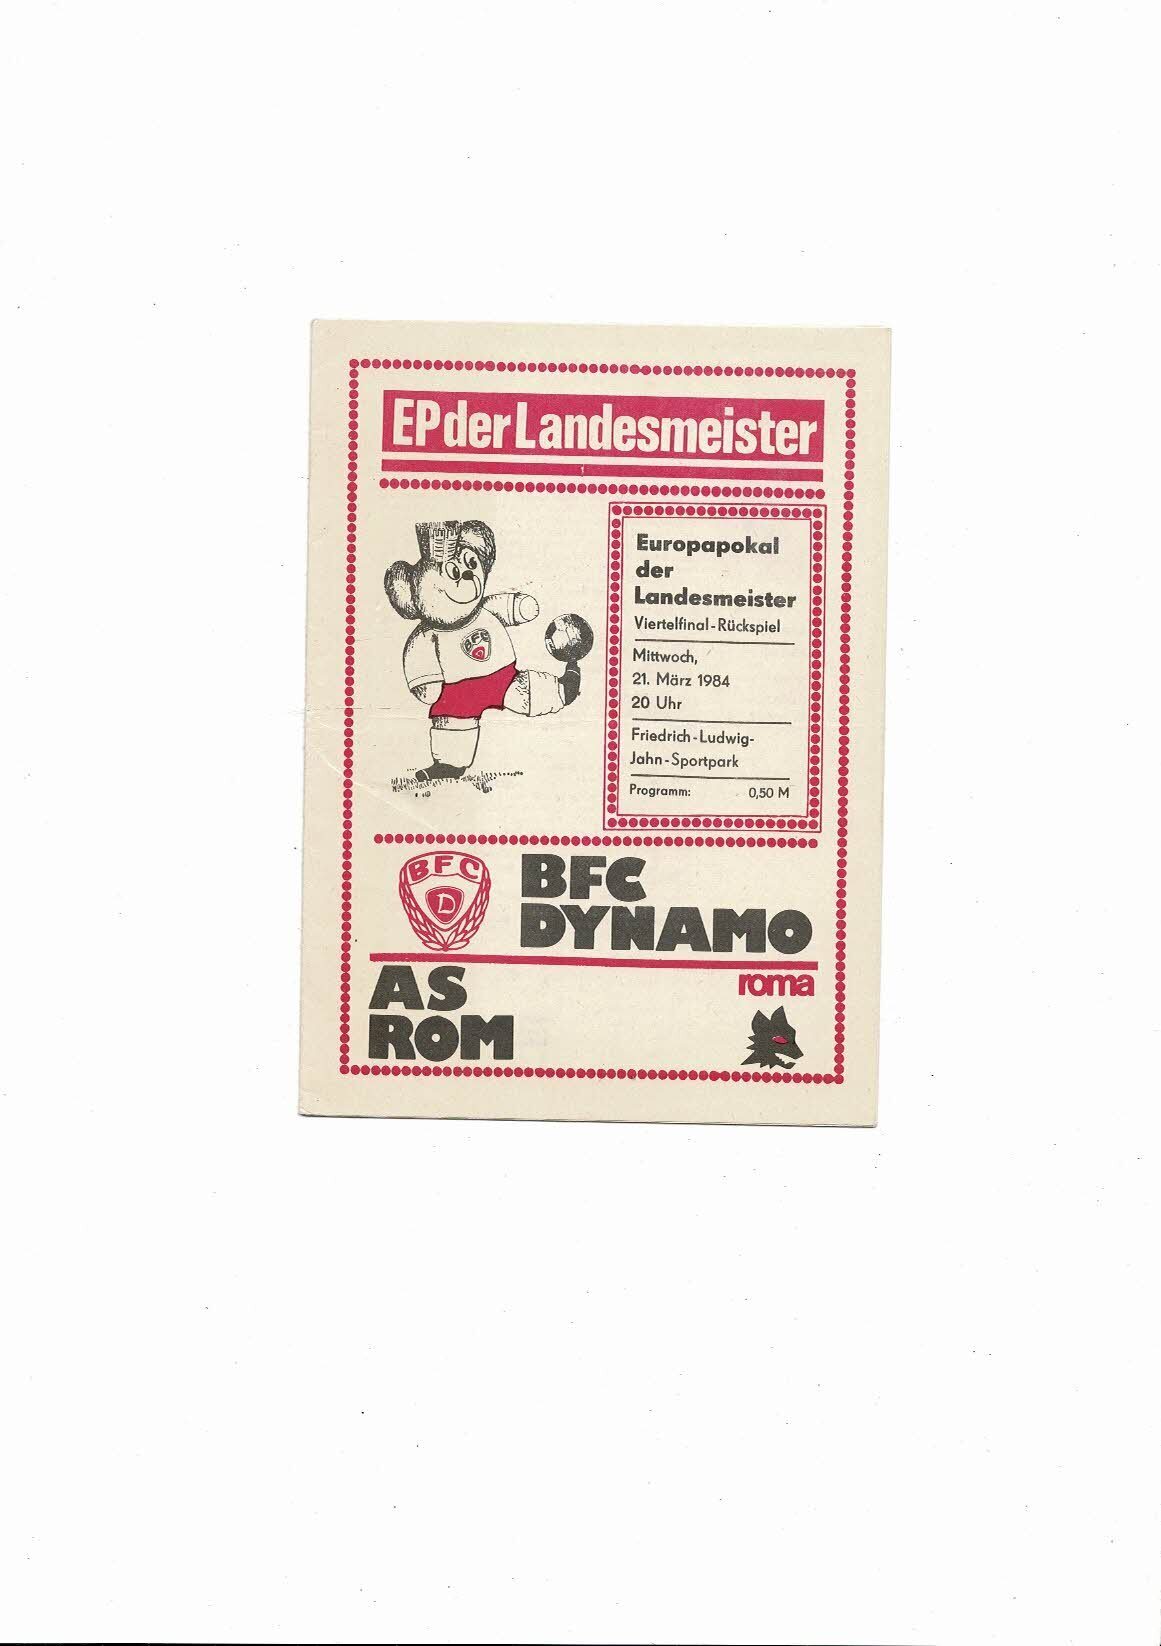 EP der Landesmeister
Europapokal
der
Landesmeister
Viertelfinal-Rückspiel
Mittwoch,
21. März 1984
20 Uhr
Friedrich-Ludwig-
Jahn-Sportpark
Programm: 0,50 M
BFC
D
BFC
D
BFC
DYNAMO
AS
ROM
roma